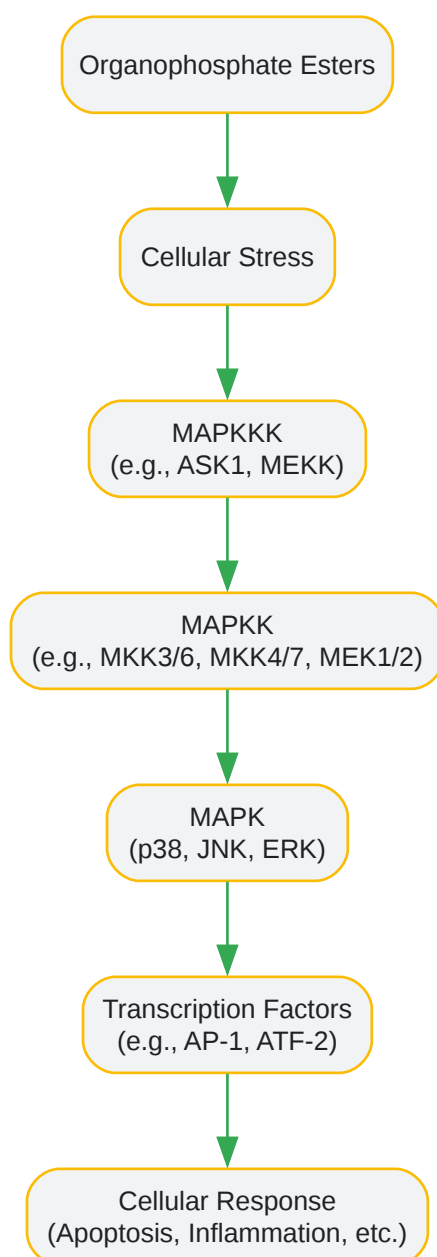 Organophosphate Esters
Cellular Stress
MAPKKK
(e.g., ASK1, MEKK)
MAPKK
(e.g., MKK3/6, MKK4/7, MEK1/2)
MAPK
(p38, JNK, ERK)
Transcription Factors
(e.g., AP-1, ATF-2)
Cellular Response
(Apoptosis, Inflammation, etc.)